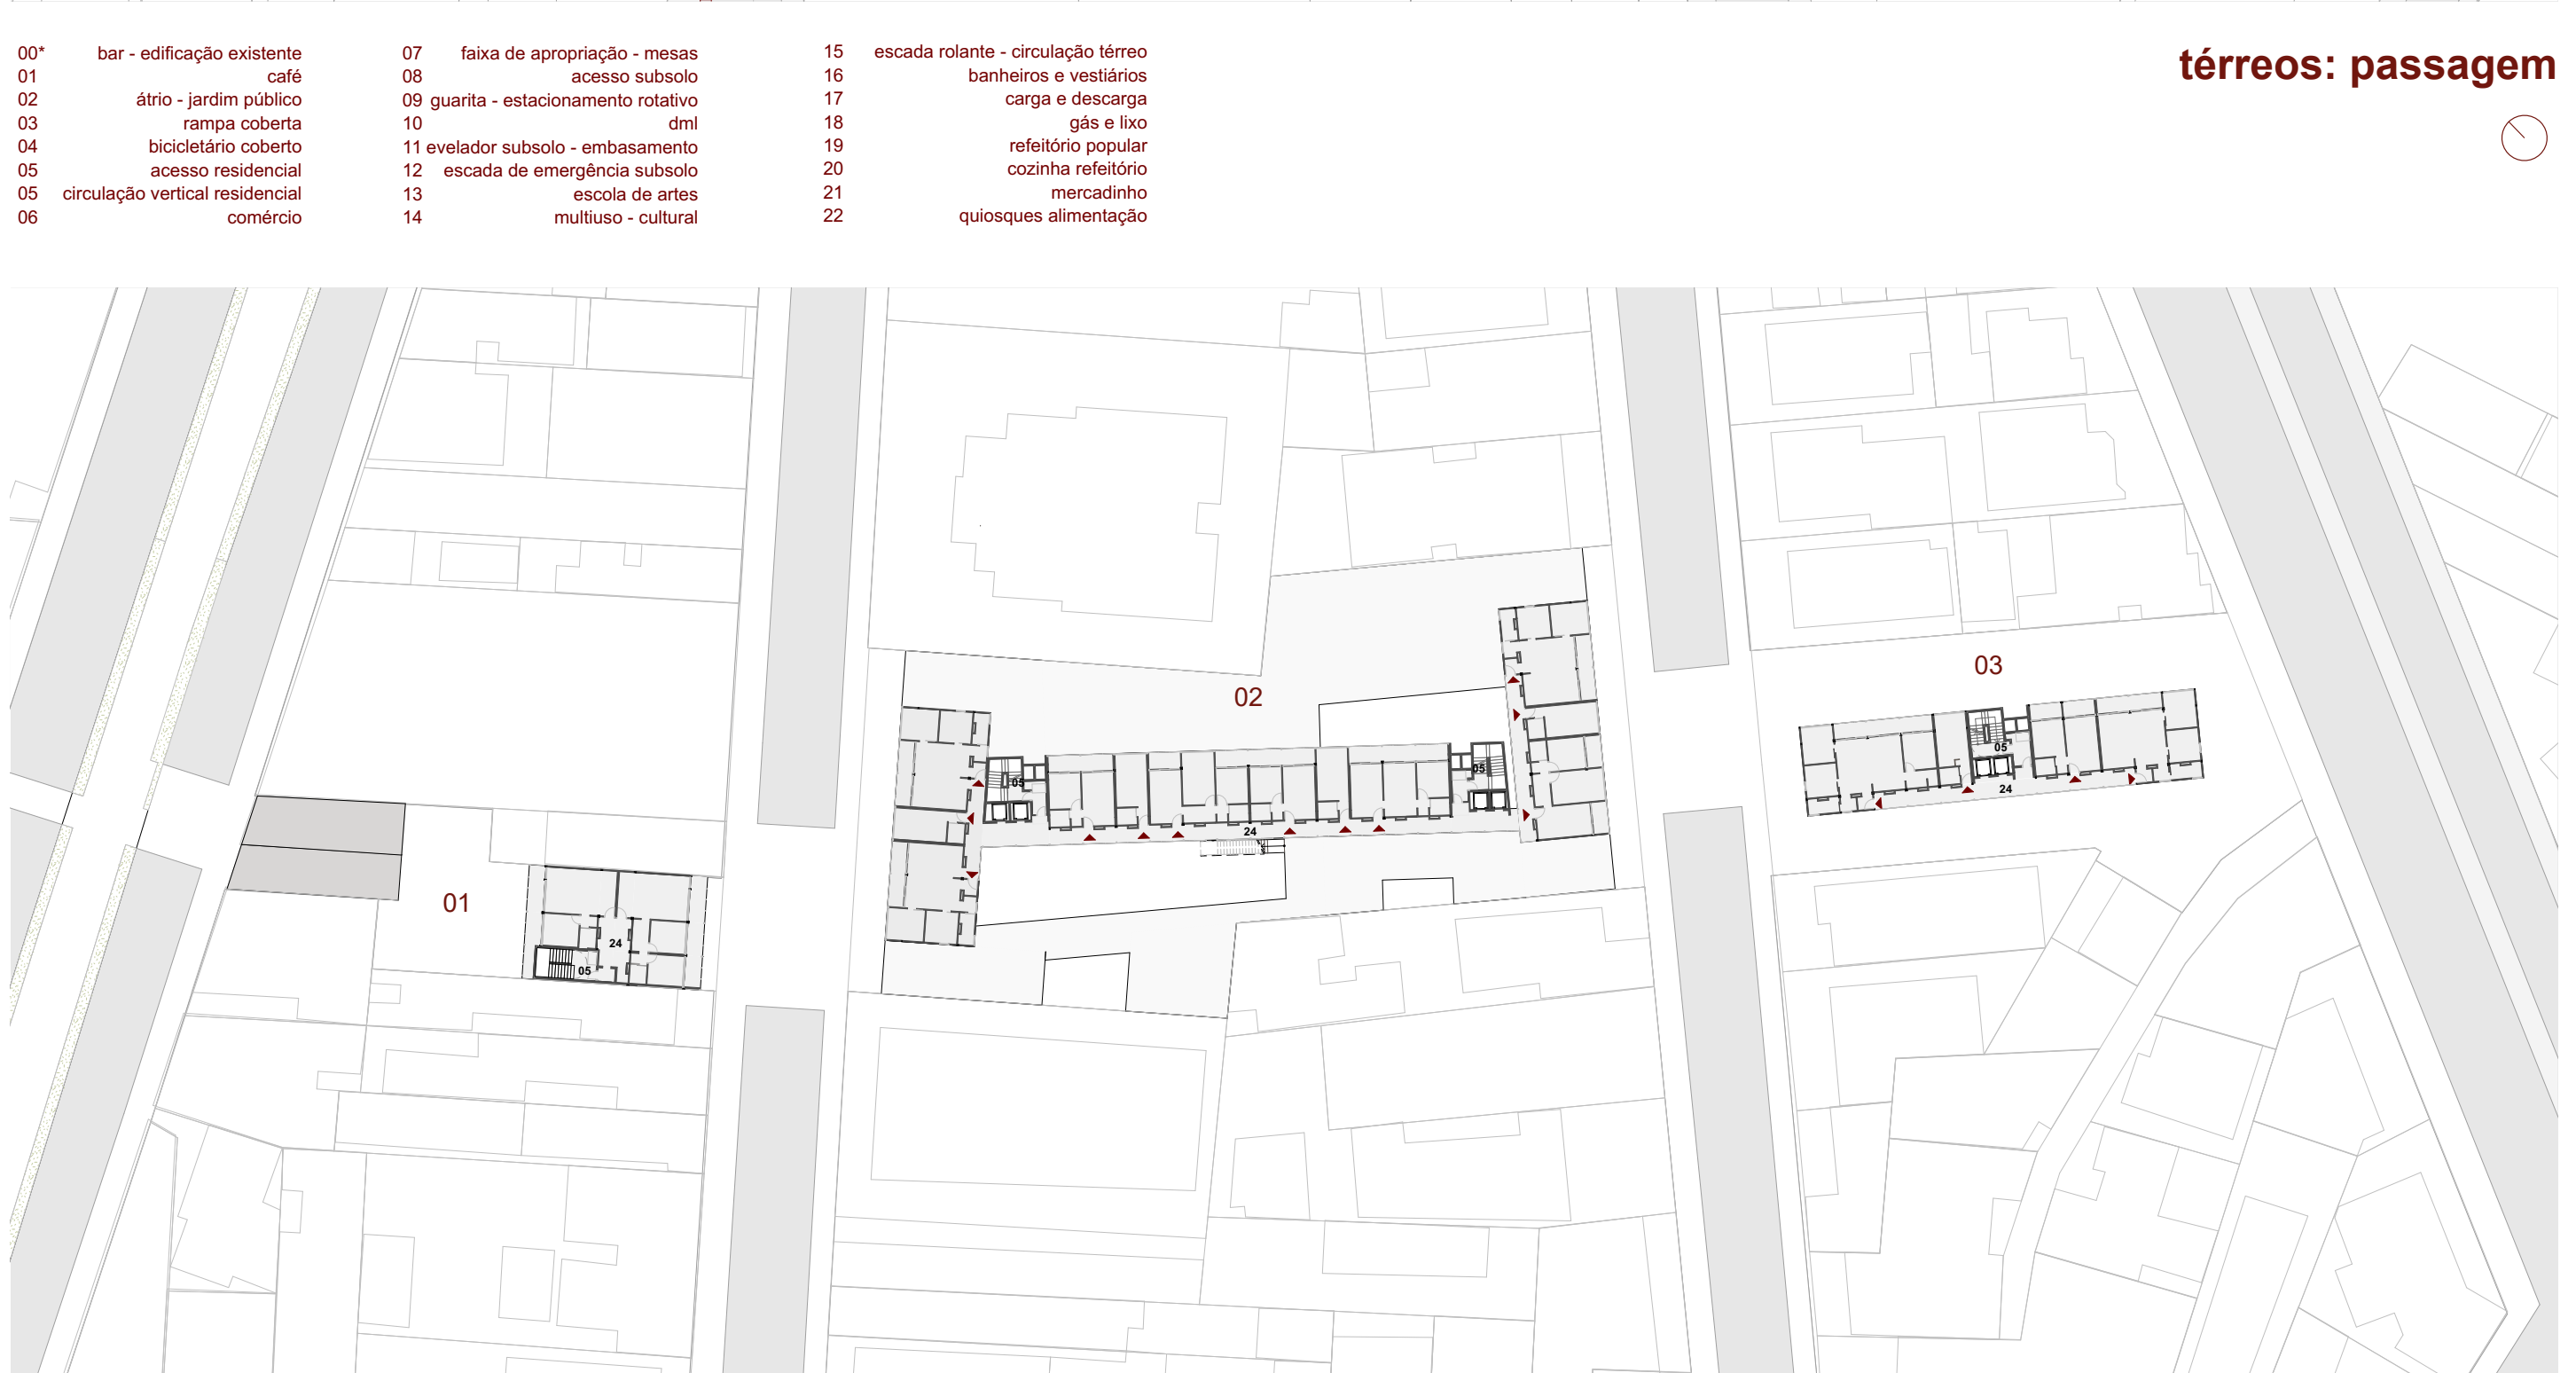 térreos: passagem
00* bar - edificação existente
01 café
02 átrio - jardim público
03 rampa coberta
04 bicicletário coberto
05 acesso residencial
05 circulação vertical residencial
06 comércio
07 faixa de apropriação - mesas
08 acesso subsolo
09 guarita - estacionamento rotativo
10 dml
11 evelador subsolo - embasamento
12 escada de emergência subsolo
13 escola de artes
14 multiuso - cultural
15 escada rolante - circulação térreo
16 banheiros e vestiários
17 carga e descarga
18 gás e lixo
19 refeitório popular
20 cozinha refeitório
21 mercadinho
22 quiosques alimentação
01
24
05
02
05
05
24
03
05
24